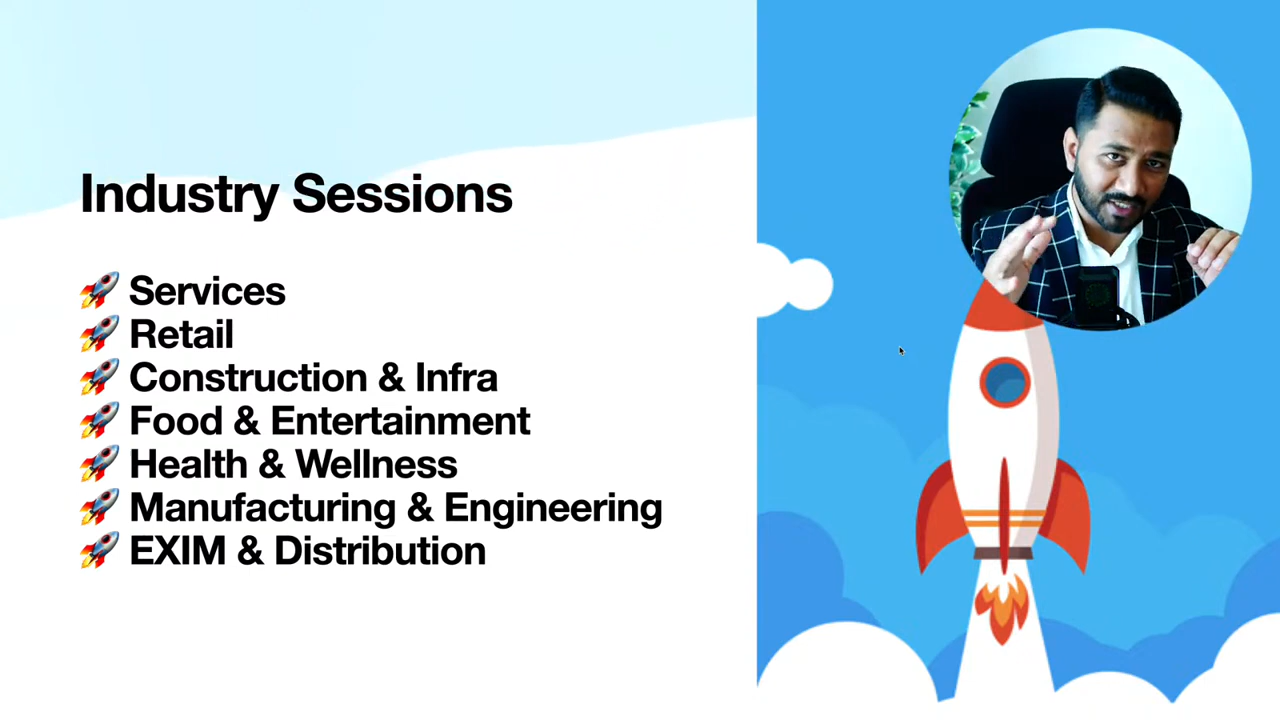 Industry Sessions
🚀 Services
🚀 Retail
🚀 Construction & Infra
🚀 Food & Entertainment
🚀 Health & Wellness
🚀 Manufacturing & Engineering
🚀 EXIM & Distribution